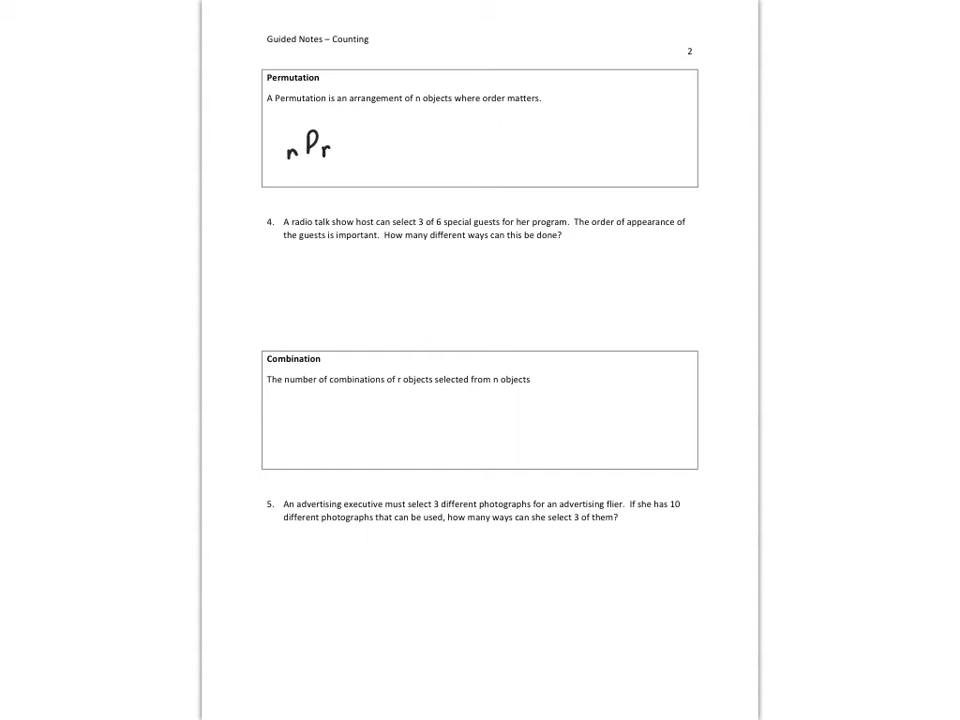 Guided Notes – Counting
2
Permutation
A Permutation is an arrangement of n objects where order matters.
nPr
4. A radio talk show host can select 3 of 6 special guests for her program. The order of appearance of
the guests is important. How many different ways can this be done?
Combination
The number of combinations of r objects selected from n objects
5. An advertising executive must select 3 different photographs for an advertising flier. If she has 10
different photographs that can be used, how many ways can she select 3 of them?